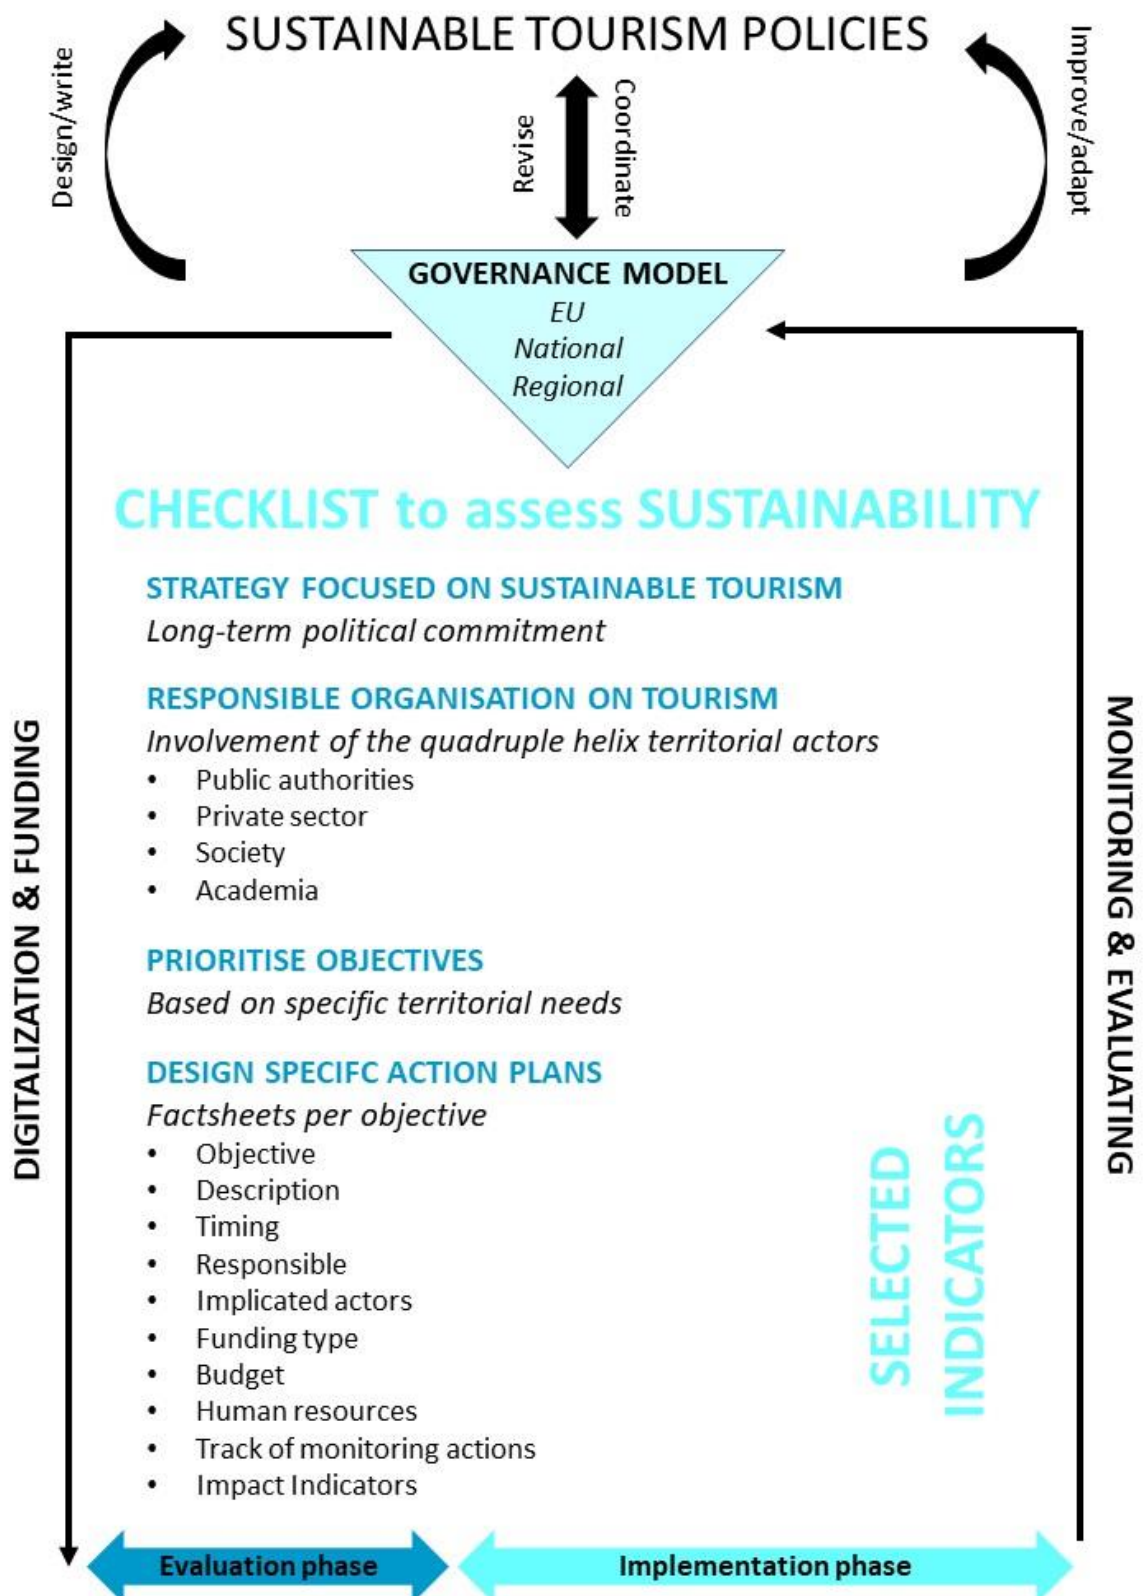 SUSTAINABLE TOURISM POLICIES
Design/write
Revise
Coordinate
Improve/adapt
GOVERNANCE MODEL
EU
National
Regional
CHECKLIST to assess SUSTAINABILITY
STRATEGY FOCUSED ON SUSTAINABLE TOURISM
Long-term political commitment
RESPONSIBLE ORGANISATION ON TOURISM
Involvement of the quadruple helix territorial actors
• Public authorities
• Private sector
• Society
• Academia
PRIORITISE OBJECTIVES
Based on specific territorial needs
DESIGN SPECIFC ACTION PLANS
Factsheets per objective
• Objective
• Description
• Timing
• Responsible
• Implicated actors
• Funding type
• Budget
• Human resources
• Track of monitoring actions
• Impact Indicators
SELECTED
INDICATORS
DIGITALIZATION & FUNDING
MONITORING & EVALUATING
Evaluation phase
Implementation phase